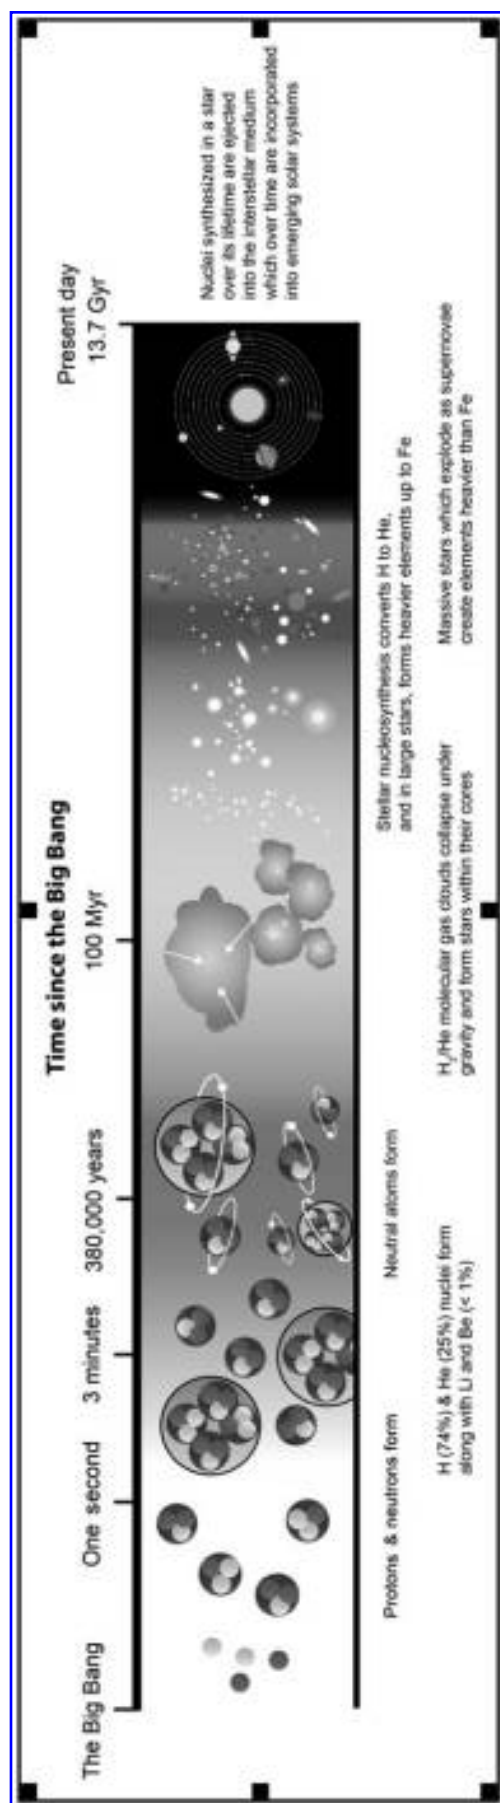 Time since the Big Bang
The Big Bang
One second
3 minutes
380,000 years
100 Myr
Present day
13.7 Gyr
Nuclei synthesized in a star
over its lifetime are ejected
into the interstellar medium
which over time are incorporated
into emerging solar systems
Protons & neutrons form
Neutral atoms form
Stellar nucleosynthesis converts H to He,
and in large stars, forms heavier elements up to Fe
H (74%) & He (25%) nuclei form
along with Li and Be (< 1%)
H₂/He molecular gas clouds collapse under
gravity and form stars within their cores
Massive stars which explode as supernovae
create elements heavier than Fe